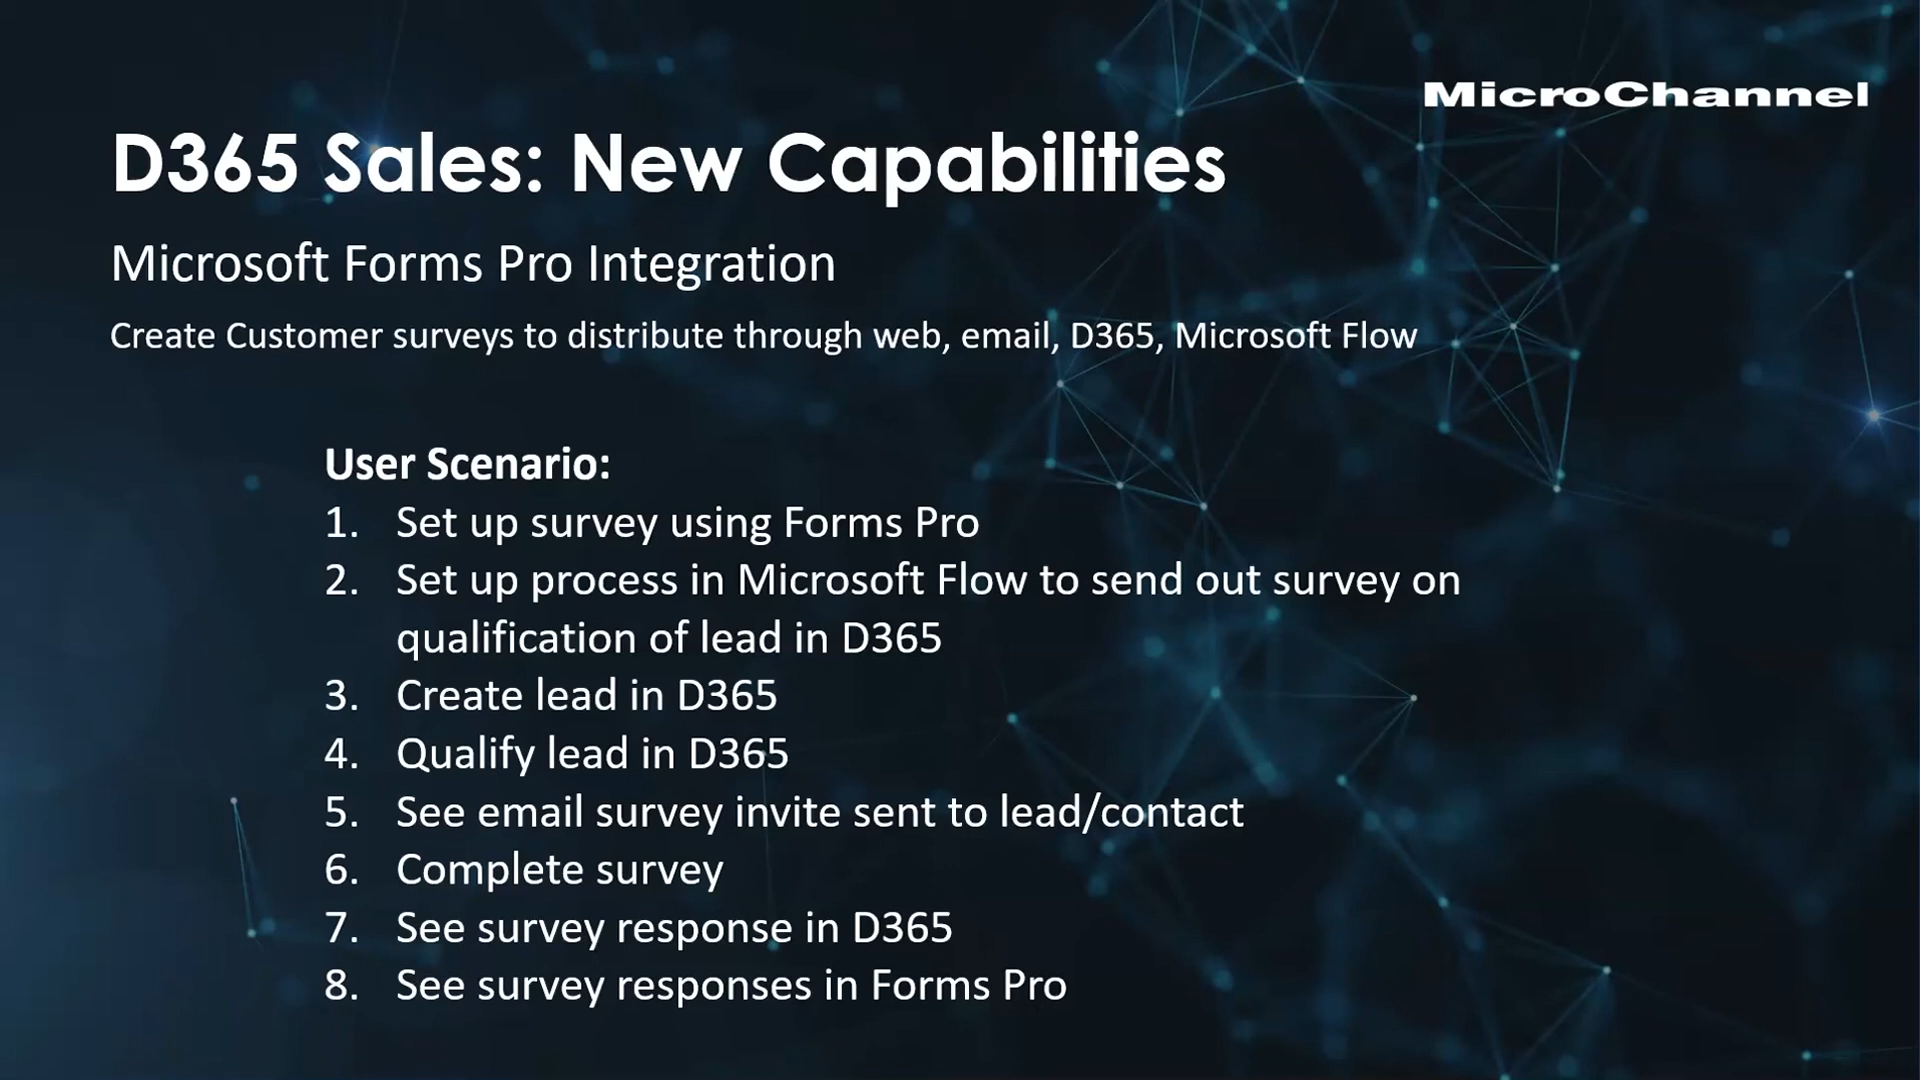 MicroChannel
D365 Sales: New Capabilities
Microsoft Forms Pro Integration
Create Customer surveys to distribute through web, email, D365, Microsoft Flow
User Scenario:
1. Set up survey using Forms Pro
2. Set up process in Microsoft Flow to send out survey on
qualification of lead in D365
3. Create lead in D365
4. Qualify lead in D365
5. See email survey invite sent to lead/contact
6. Complete survey
7. See survey response in D365
8. See survey responses in Forms Pro